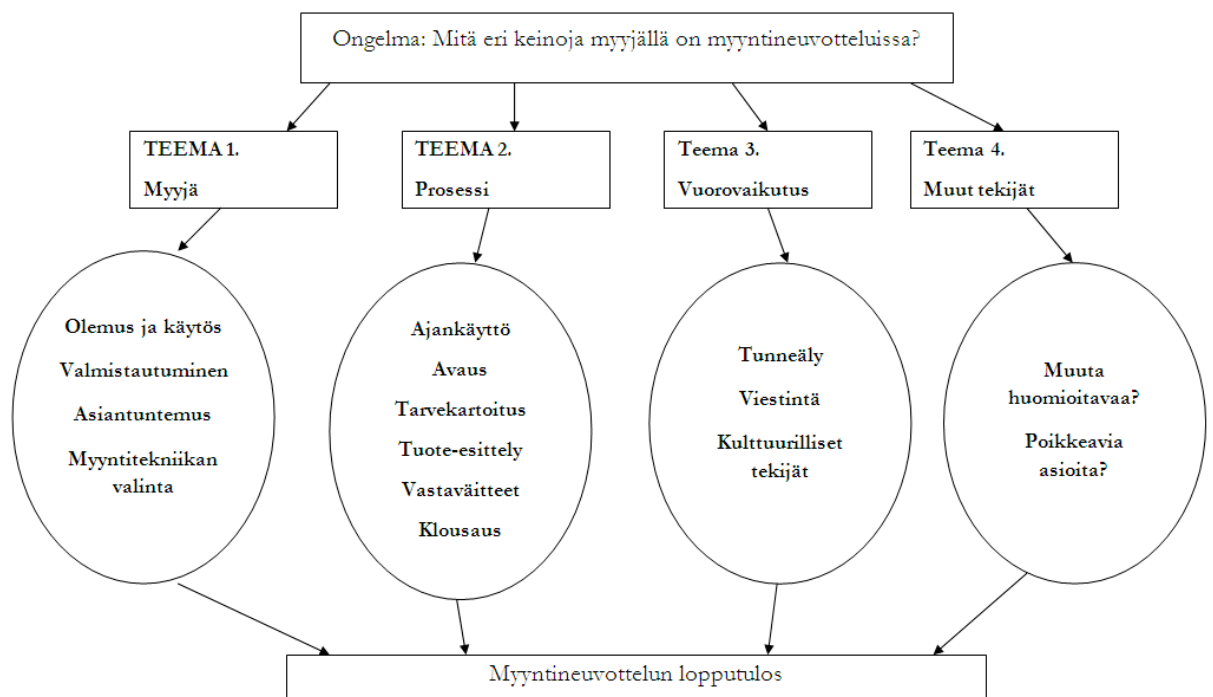 Ongelma: Mitä eri keinoja myyjällä on myyntineuvotteluissa?
TEEMA 1.
Myyjä
TEEMA 2.
Prosessi
Teema 3.
Vuorovaikutus
Teema 4.
Muut tekijät
Olemus ja käytös
Valmistautuminen
Asiantuntemus
Myyntitekniikan
valinta
Ajankäyttö
Avaus
Tarvekartoitus
Tuote-esittely
Vastaväitteet
Klousaus
Tunneäly
Viestintä
Kulttuurilliset
tekijät
Muuta
huomioitavaa?
Poikkeavia
asioita?
Myyntineuvottelun lopputulos